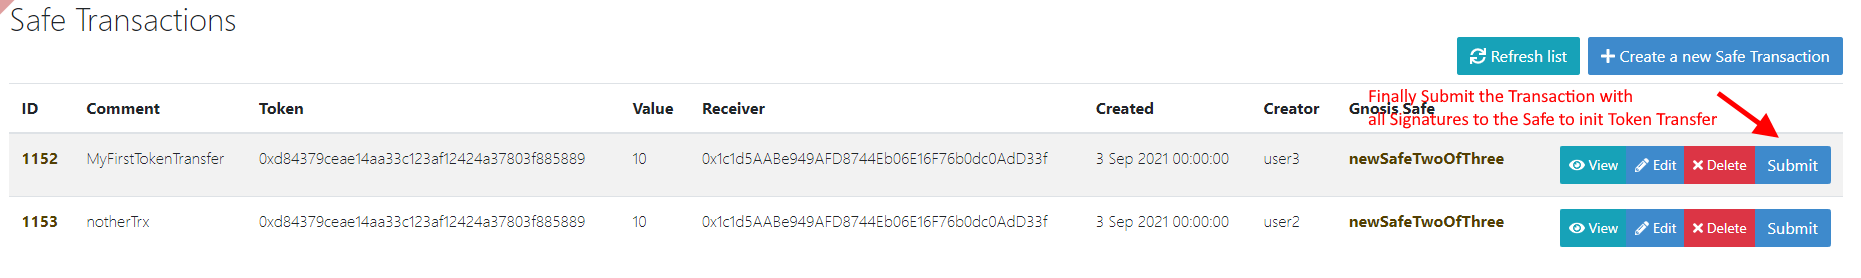 Safe Transactions
Refresh list
Create a new Safe Transaction
Finally Submit the Transaction with
all Signatures to the Safe to init Token Transfer
ID Comment Token Value Receiver Created Creator Gnosis Safe
1152 MyFirstTokenTransfer 0xd84379ceae14aa33c123af12424a37803f885889 10 0x1c1d5AABe949AFD8744Eb06E16F76b0dc0AdD33f 3 Sep 2021 00:00:00 user3 newSafeTwoOfThree View Edit Delete Submit
1153 notherTrx 0xd84379ceae14aa33c123af12424a37803f885889 10 0x1c1d5AABe949AFD8744Eb06E16F76b0dc0AdD33f 3 Sep 2021 00:00:00 user2 newSafeTwoOfThree View Edit Delete Submit